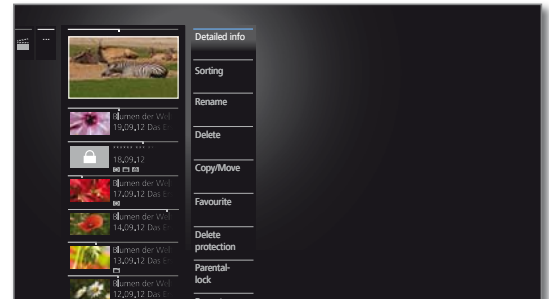 ...
Blumen der Wel
19.09.12 Das E
****** *** **
18.09.12
Blumen der Wel
17.09.12 Das E
Blumen der Wel
14.09.12 Das E
Blumen der Wel
13.09.12 Das E
Blumen der Wel
12.09.12 Das E
Detailed info
Sorting
Rename
Delete
Copy/Move
Favourite
Delete
protection
Parental-
lock